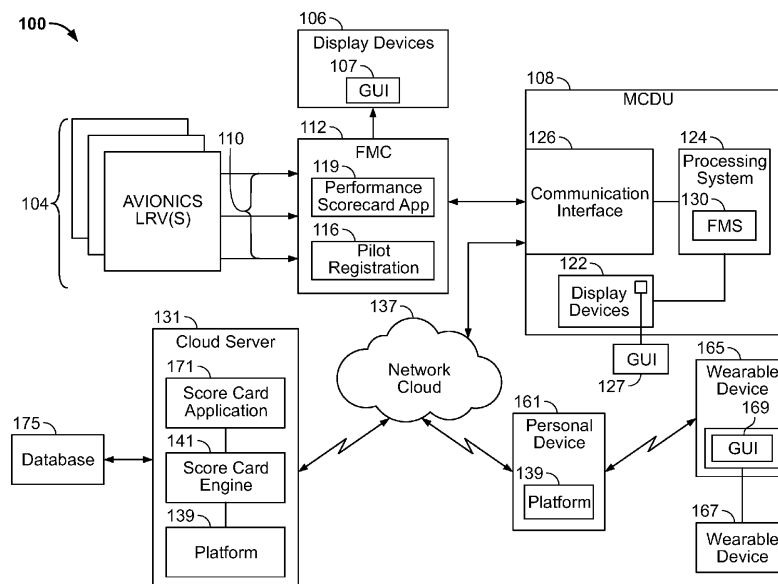 100
106
Display Devices
107
GUI
104
AVIONICS
LRV(S)
110
112
FMC
119
Performance
Scorecard App
116
Pilot
Registration
108
MCDU
126
Communication
Interface
124
Processing
System
130
FMS
122
Display
Devices
GUI
127
137
Network
Cloud
131
Cloud Server
171
Score Card
Application
141
Score Card
Engine
139
Platform
175
Database
161
Personal
Device
139
Platform
165
Wearable
Device
169
GUI
167
Wearable
Device